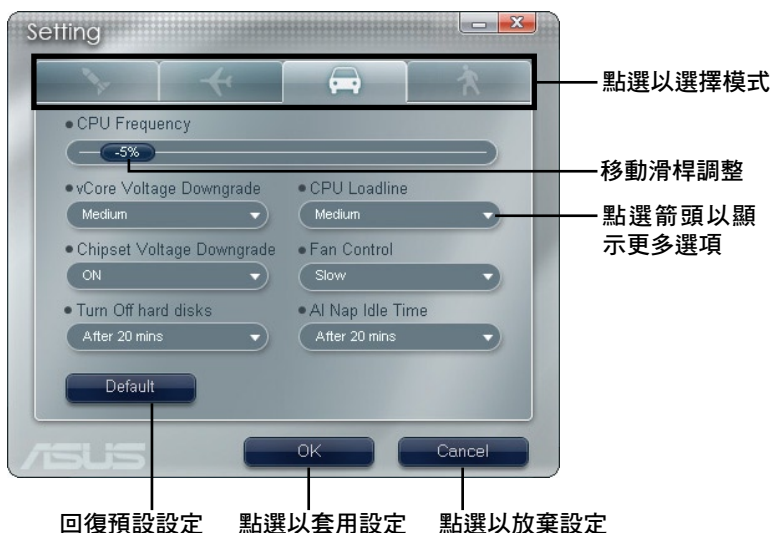 Setting
點選以選擇模式
CPU Frequency
-5%
移動滑桿調整
vCore Voltage Downgrade
CPU Loadline
Medium
Medium
點選箭頭以顯
示更多選項
Chipset Voltage Downgrade
Fan Control
ON
Slow
Turn Off hard disks
AI Nap Idle Time
After 20 mins
After 20 mins
Default
ASUS
OK
Cancel
回復預設設定
點選以套用設定
點選以放棄設定